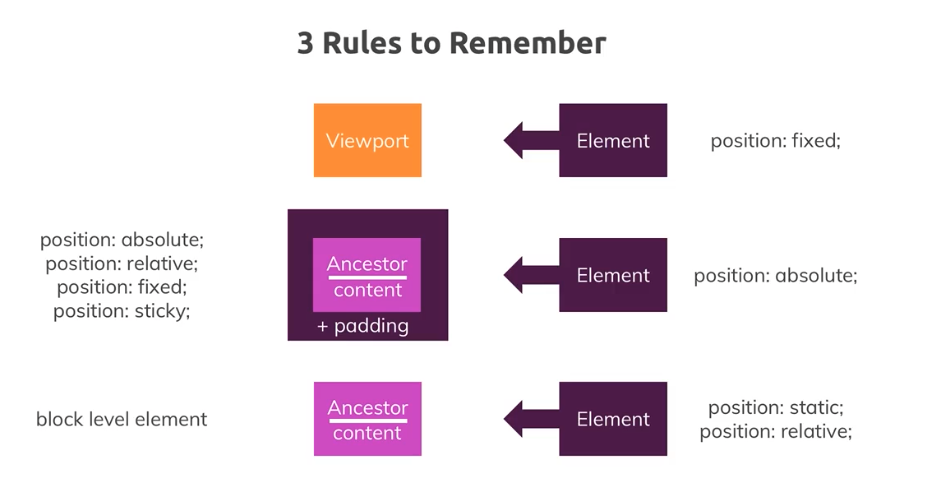 3 Rules to Remember
Viewport
Element
position: fixed;
position: absolute;
position: relative;
position: fixed;
position: sticky;
Ancestor
content
+ padding
Element
position: absolute;
block level element
Ancestor
content
Element
position: static;
position: relative;